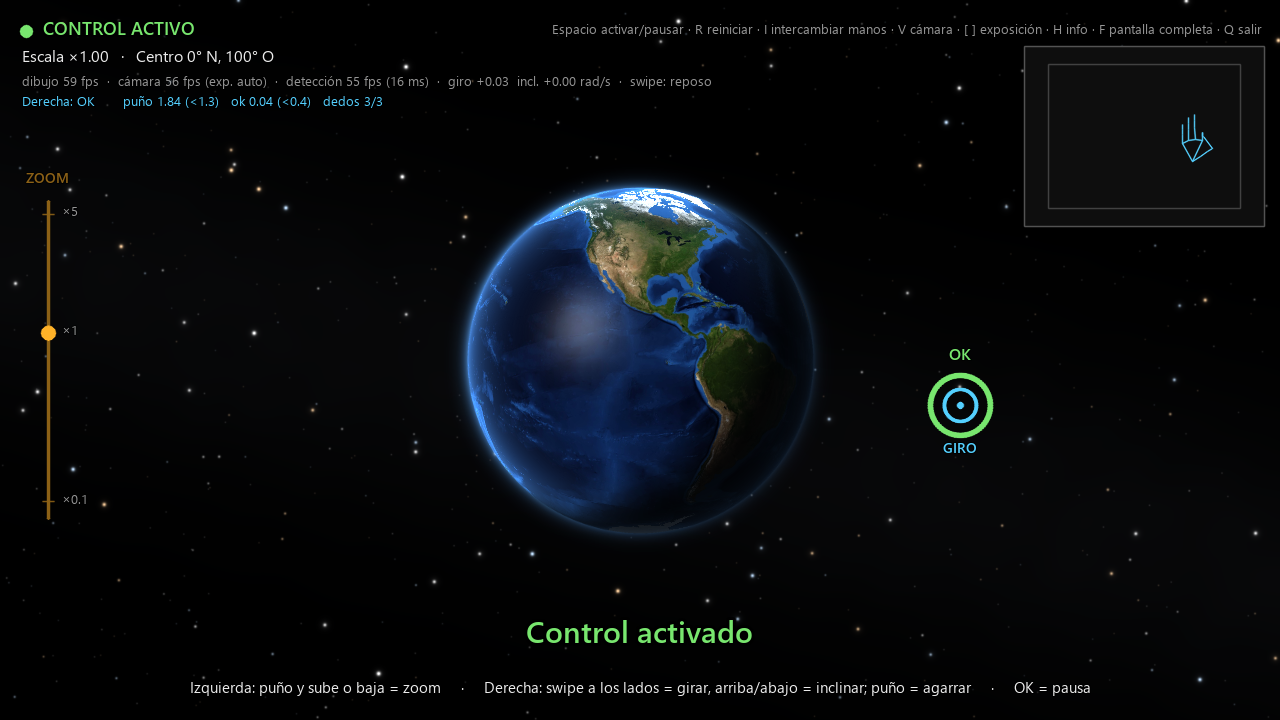 CONTROL ACTIVO
Espacio activar/pausar · R reiniciar · I intercambiar manos · V cámara · [ ] exposición · H info · F pantalla completa · Q salir
Escala ×1.00 · Centro 0° N, 100° O
dibujo 59 fps · cámara 56 fps (exp. auto) · detección 55 fps (16 ms) · giro +0.03 incl. +0.00 rad/s · swipe: reposo
Derecha: OK puño 1.84 (<1.3) ok 0.04 (<0.4) dedos 3/3
ZOOM
×5
×1
×0.1
OK
GIRO
Control activado
Izquierda: puño y sube o baja = zoom · Derecha: swipe a los lados = girar, arriba/abajo = inclinar; puño = agarrar · OK = pausa